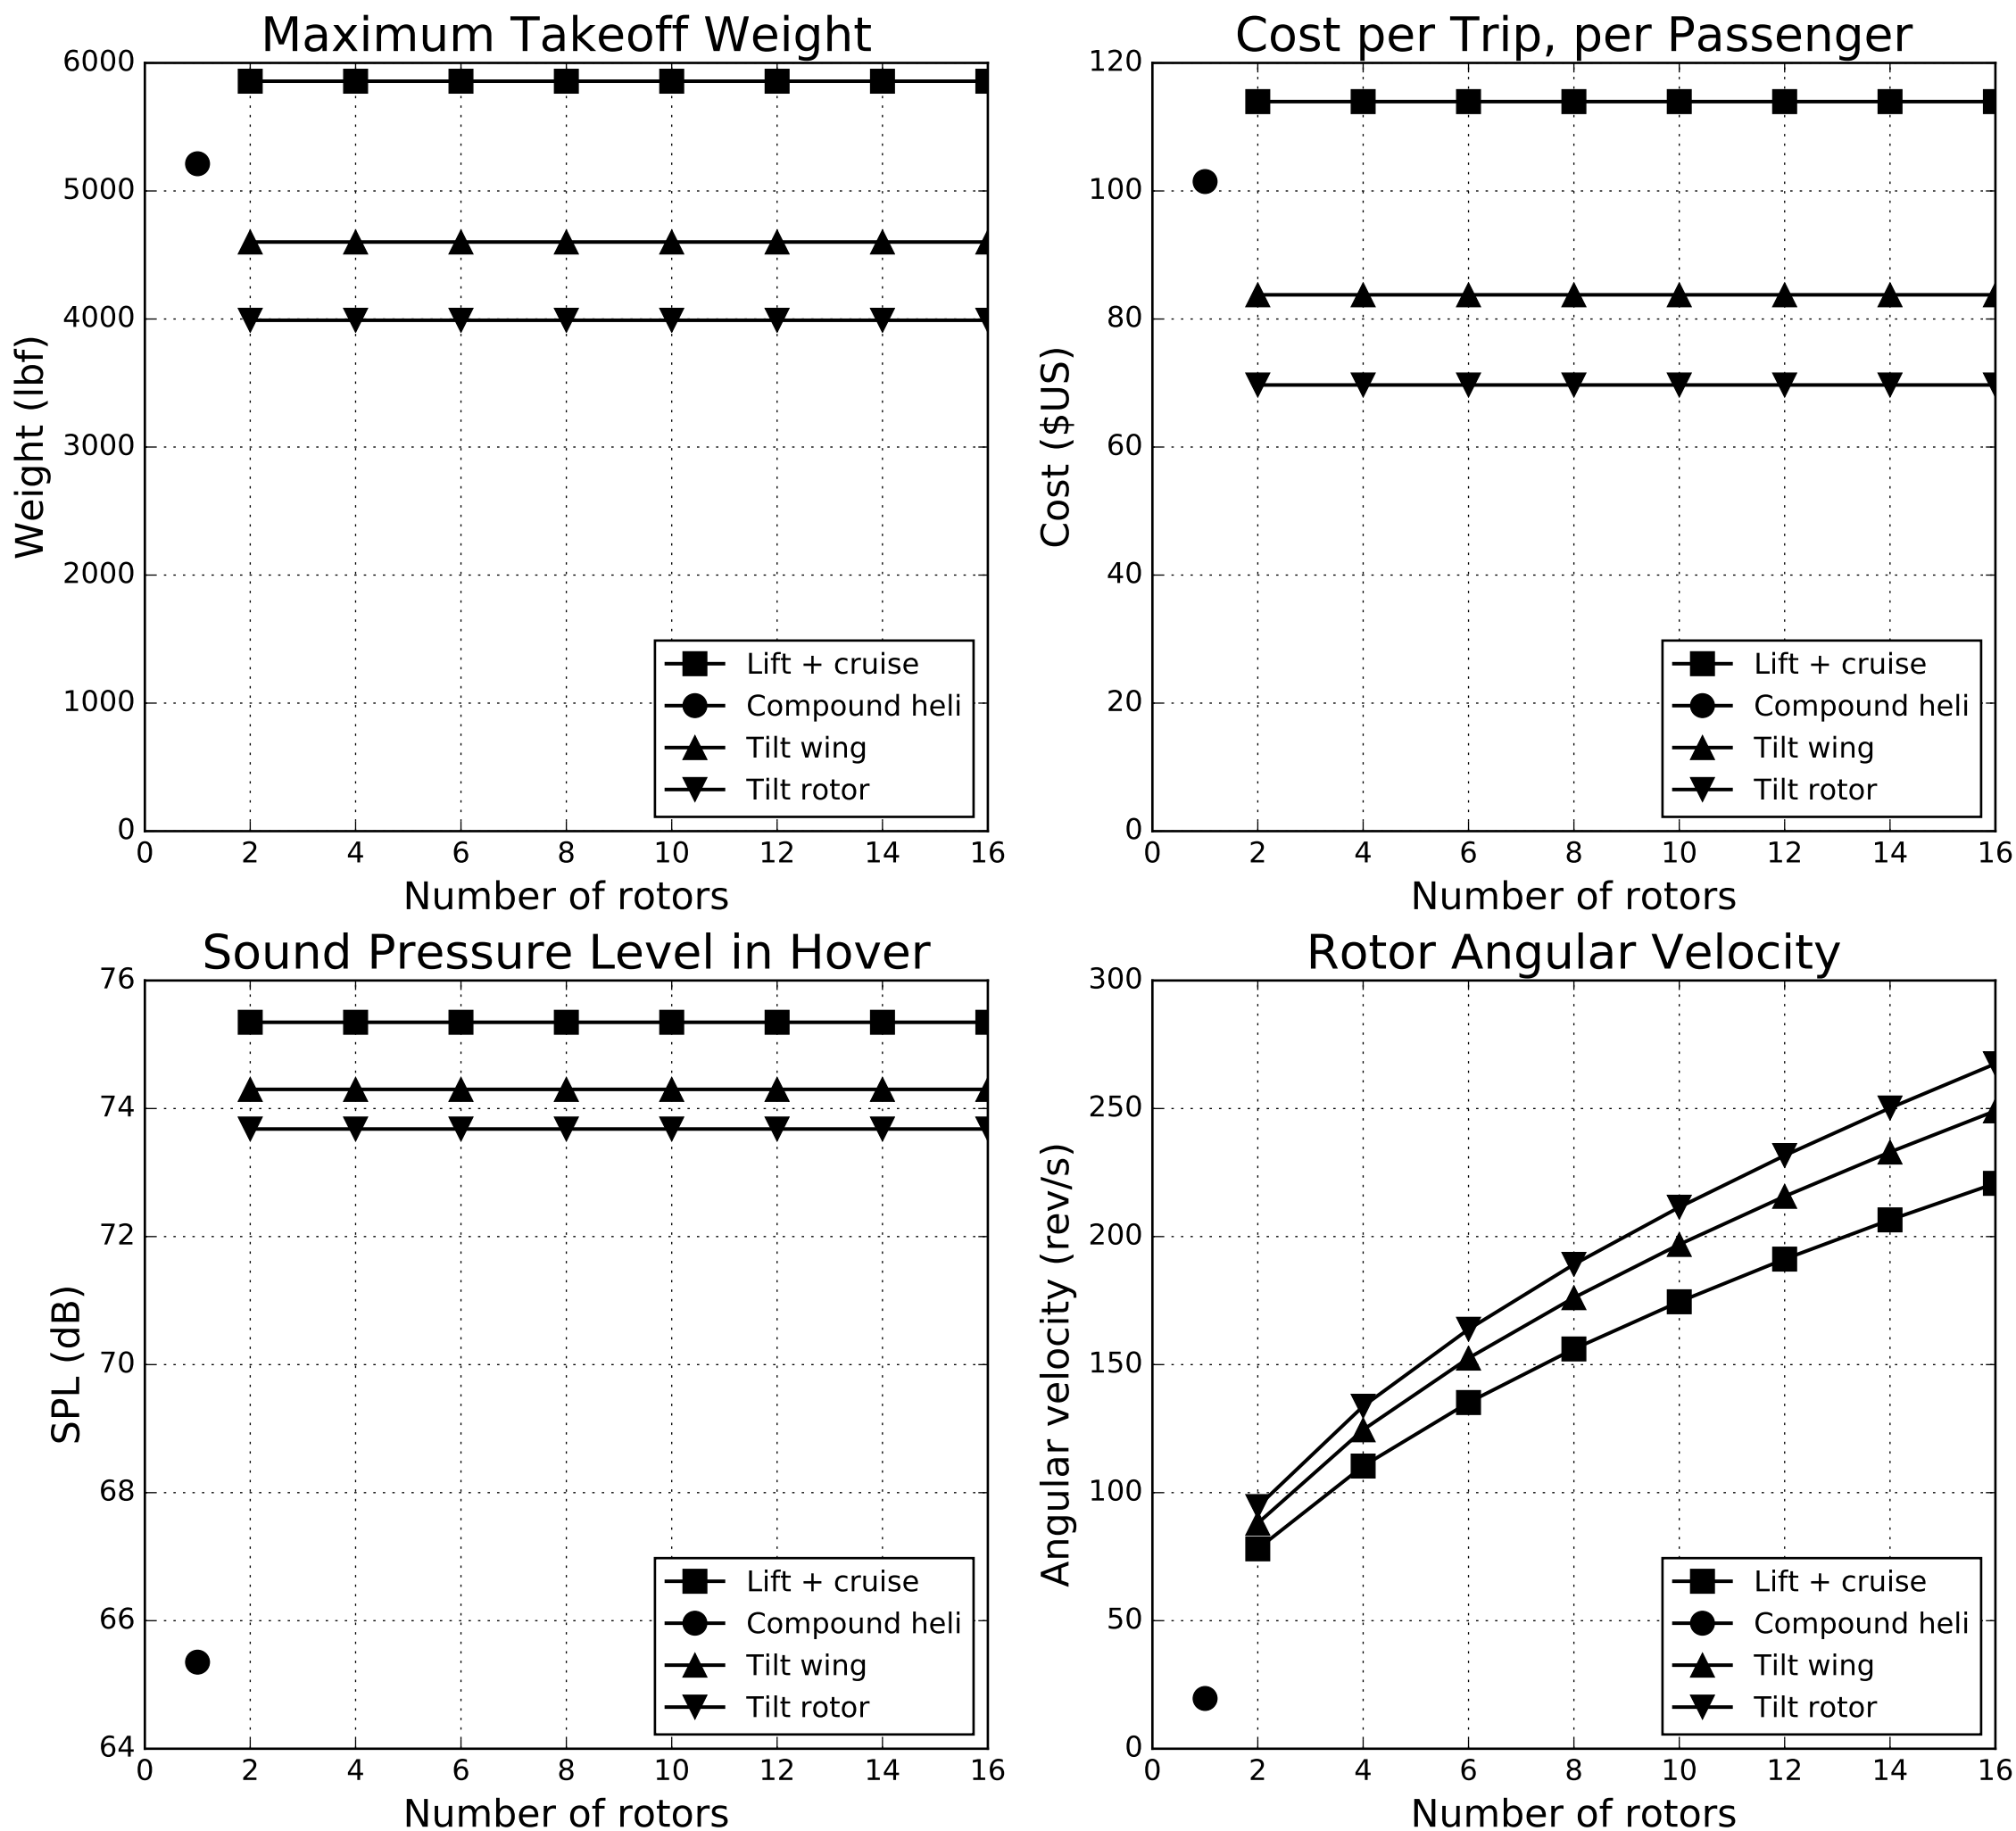 Maximum Takeoff Weight
6000
5000
4000
3000
2000
1000
0
Weight (lbf)
Lift + cruise
Compound heli
Tilt wing
Tilt rotor
0 2 4 6 8 10 12 14 16
Number of rotors
Cost per Trip, per Passenger
120
100
80
60
40
20
0
Cost ($US)
Lift + cruise
Compound heli
Tilt wing
Tilt rotor
0 2 4 6 8 10 12 14 16
Number of rotors
Sound Pressure Level in Hover
76
74
72
70
68
66
64
SPL (dB)
Lift + cruise
Compound heli
Tilt wing
Tilt rotor
0 2 4 6 8 10 12 14 16
Number of rotors
Rotor Angular Velocity
300
250
200
150
100
50
0
Angular velocity (rev/s)
Lift + cruise
Compound heli
Tilt wing
Tilt rotor
0 2 4 6 8 10 12 14 16
Number of rotors